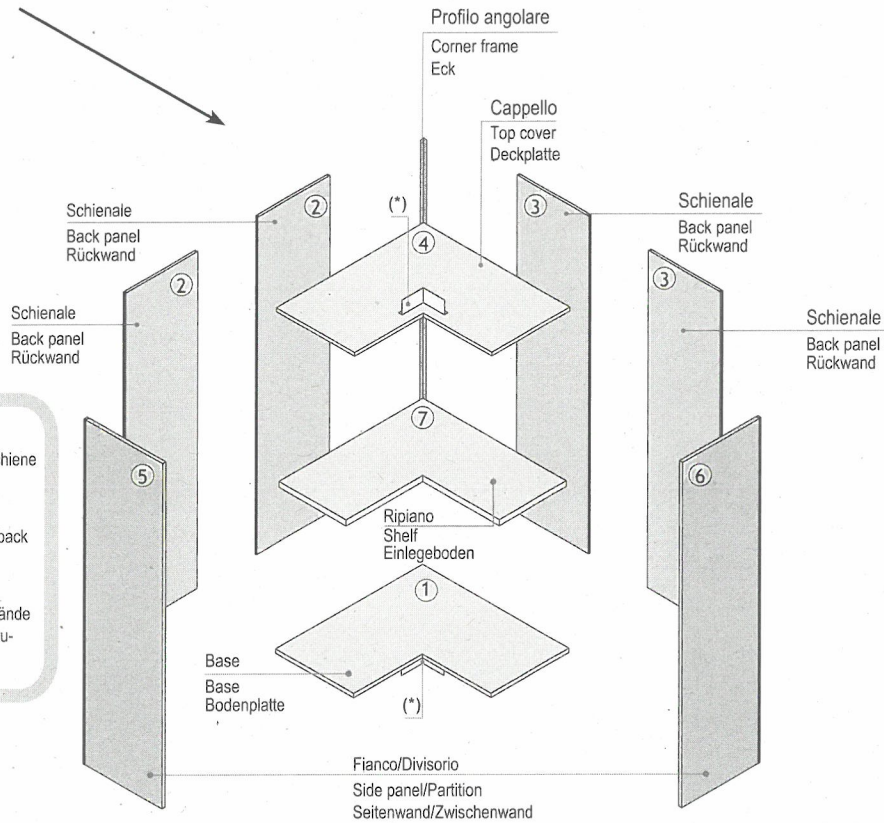 Profilo angolare
Corner frame
Eck
Cappello
Top cover
Deckplatte
(*)
2
3
4
Schienale
Back panel
Rückwand
Schienale
Back panel
Rückwand
2
3
Schienale
Back panel
Rückwand
Schienale
Back panel
Rückwand
hiene
back
ände
u-
5
7
6
Ripiano
Shelf
Einlegeboden
1
Base
Base
Bodenplatte
(*)
Fianco/Divisorio
Side panel/Partition
Seitenwand/Zwischenwand